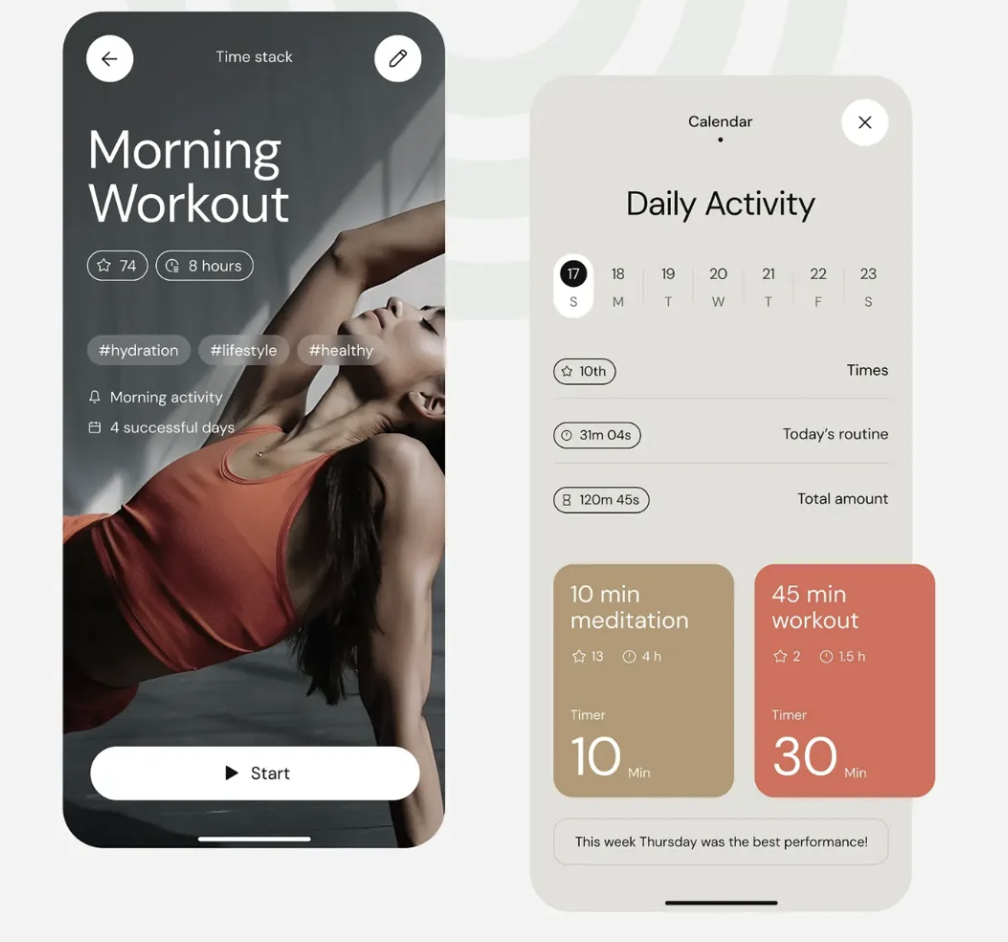 Time stack
Morning
Workout
74
8 hours
#hydration
#lifestyle
#healthy
Morning activity
4 successful days
Start
Calendar
Daily Activity
17 18 19 20 21 22 23
S M T W T F S
10th
Times
31m 04s
Today's routine
120m 45s
Total amount
10 min
meditation
13
4 h
Timer
10 Min
45 min
workout
2
1.5 h
Timer
30 Min
This week Thursday was the best performance!